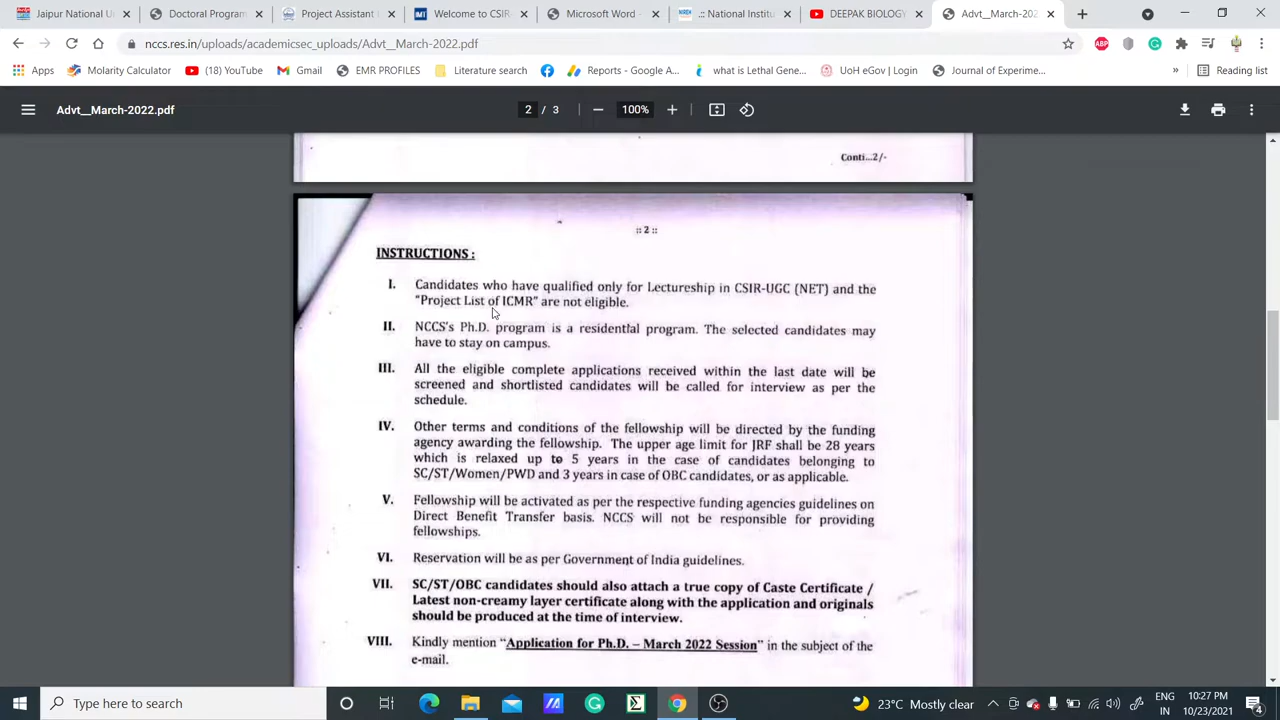 Jaipur National U
Doctoral Program
Project Assistant I
IMT Welcome to CSIR
Microsoft Word -
.:: National Institu
DEEPAK BIOLOGY
Advt__March-202
nccs.res.in/uploads/academicsec_uploads/Advt__March-2022.pdf
ABP
Apps
Molarity Calculator
(18) YouTube
Gmail
EMR PROFILES
Literature search
Reports - Google A...
what is Lethal Gene...
UoH eGov | Login
Journal of Experime...
»
Reading list
Advt__March-2022.pdf
2 / 3
100%
Conti...2/-
:: 2 ::
INSTRUCTIONS :
I. Candidates who have qualified only for Lectureship in CSIR-UGC (NET) and the
"Project List of ICMR" are not eligible.
II. NCCS's Ph.D. program is a residential program. The selected candidates may
have to stay on campus.
III. All the eligible complete applications received within the last date will be
screened and shortlisted candidates will be called for interview as per the
schedule.
IV. Other terms and conditions of the fellowship will be directed by the funding
agency awarding the fellowship. The upper age limit for JRF shall be 28 years
which is relaxed up to 5 years in the case of candidates belonging to
SC/ST/Women/PWD and 3 years in case of OBC candidates, or as applicable.
V. Fellowship will be activated as per the respective funding agencies guidelines on
Direct Benefit Transfer basis. NCCS will not be responsible for providing
fellowships.
VI. Reservation will be as per Government of India guidelines.
VII. SC/ST/OBC candidates should also attach a true copy of Caste Certificate /
Latest non-creamy layer certificate along with the application and originals
should be produced at the time of interview.
VIII. Kindly mention "Application for Ph.D. – March 2022 Session" in the subject of the
e-mail.
Type here to search
23°C Mostly clear
ENG
IN
10:27 PM
10/23/2021
4